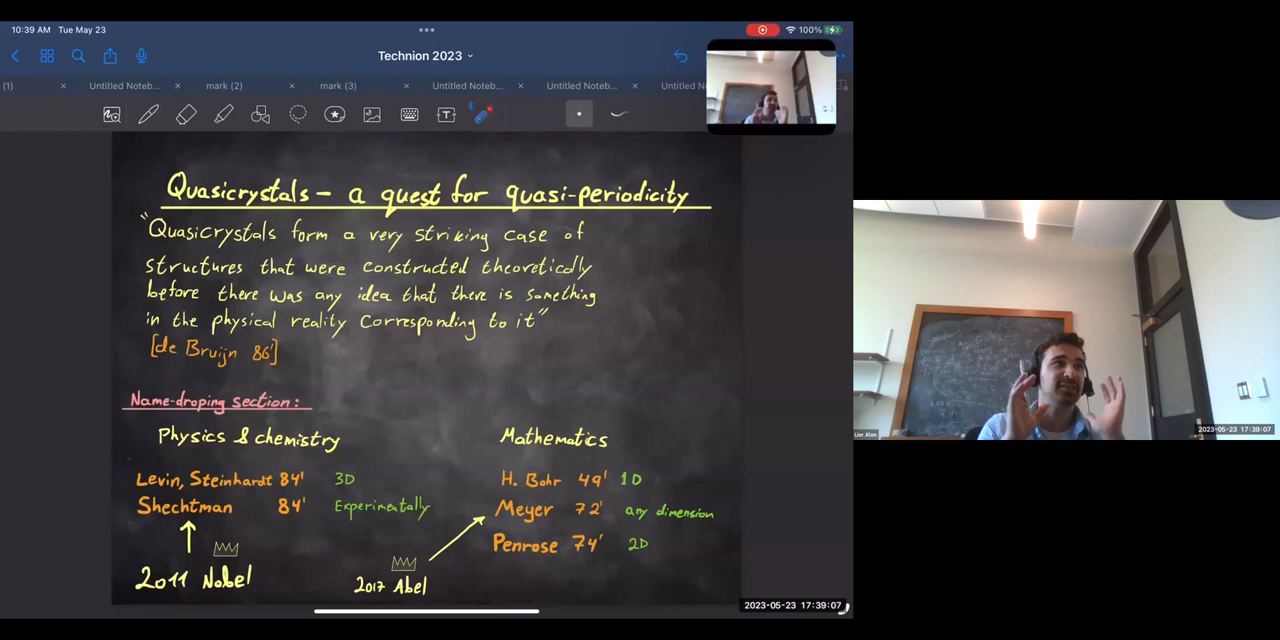 10:39 AM Tue May 23
100%
Technion 2023
(1)
Untitled Noteb...
mark (2)
mark (3)
Untitled Noteb...
Untitled Noteb...
Untitled
Quasicrystals - a quest for quasi-periodicity
"Quasicrystals form a very striking case of
structures that were constructed theoretically
before there was any idea that there is something
in the physical reality corresponding to it"
[de Bruijn 86']
Name-droping section:
Physics & chemistry
Levin, Steinhardt 84' 3D
Shechtman 84' Experimentally
2011 Nobel
Mathematics
H. Bohr 49' 1D
Meyer 72' any dimension
Penrose 74' 2D
2017 Abel
2023-05-23 17:39:07
Lior Alon
2023-05-23 17:39:07